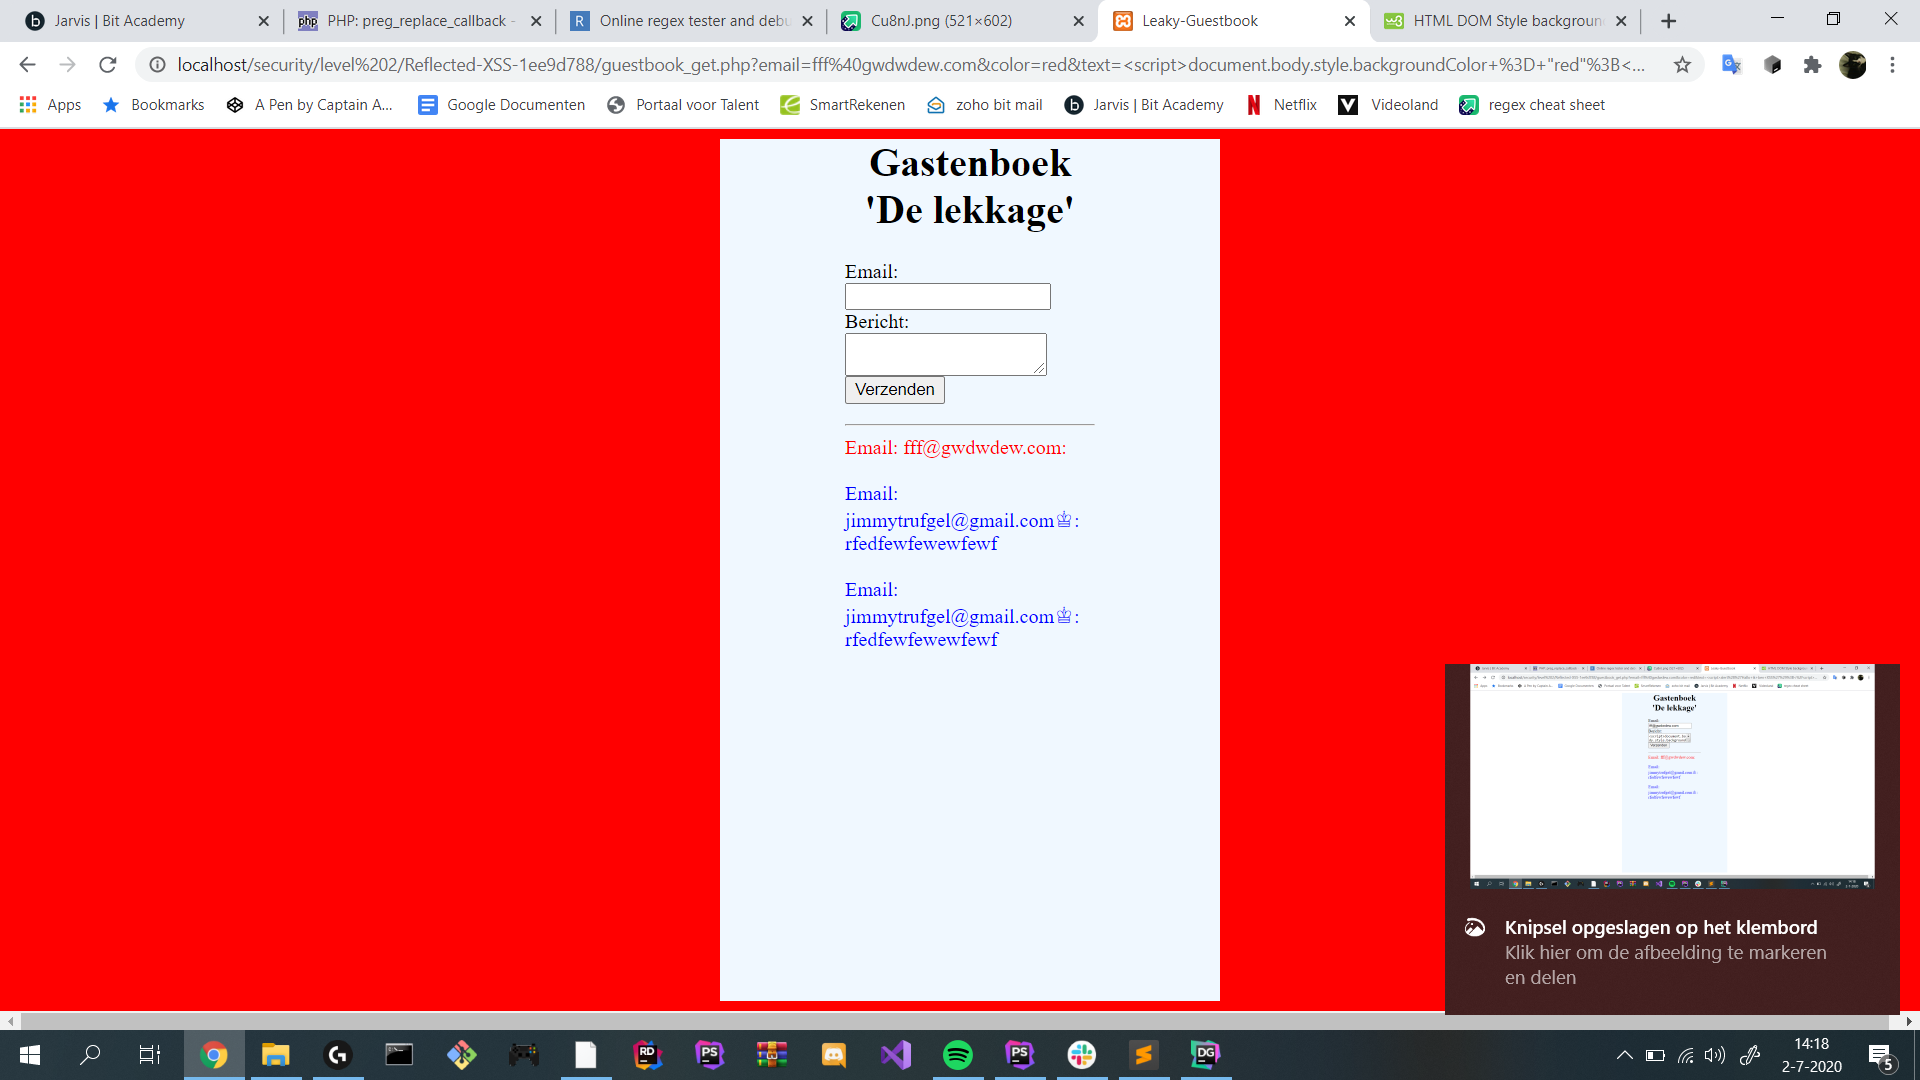 Jarvis | Bit Academy
PHP: preg_replace_callback -
Online regex tester and debu
Cu8nJ.png (521×602)
Leaky-Guestbook
HTML DOM Style backgroun
localhost/security/level%202/Reflected-XSS-1ee9d788/guestbook_get.php?email=fff%40gwdwdew.com&color=red&text=<script>document.body.style.backgroundColor+%3D+"red"%3B<...
Apps
Bookmarks
A Pen by Captain A...
Google Documenten
Portaal voor Talent
SmartRekenen
zoho bit mail
Jarvis | Bit Academy
Netflix
Videoland
regex cheat sheet
Gastenboek
'De lekkage'
Email:
Bericht:
Verzenden
Email: fff@gwdwdew.com:
Email:
jimmytrufgel@gmail.com♔:
rfedfewfewewfewf
Email:
jimmytrufgel@gmail.com♔:
rfedfewfewewfewf
Gastenboek
'De lekkage'
Knipsel opgeslagen op het klembord
Klik hier om de afbeelding te markeren
en delen
14:18
2-7-2020
5